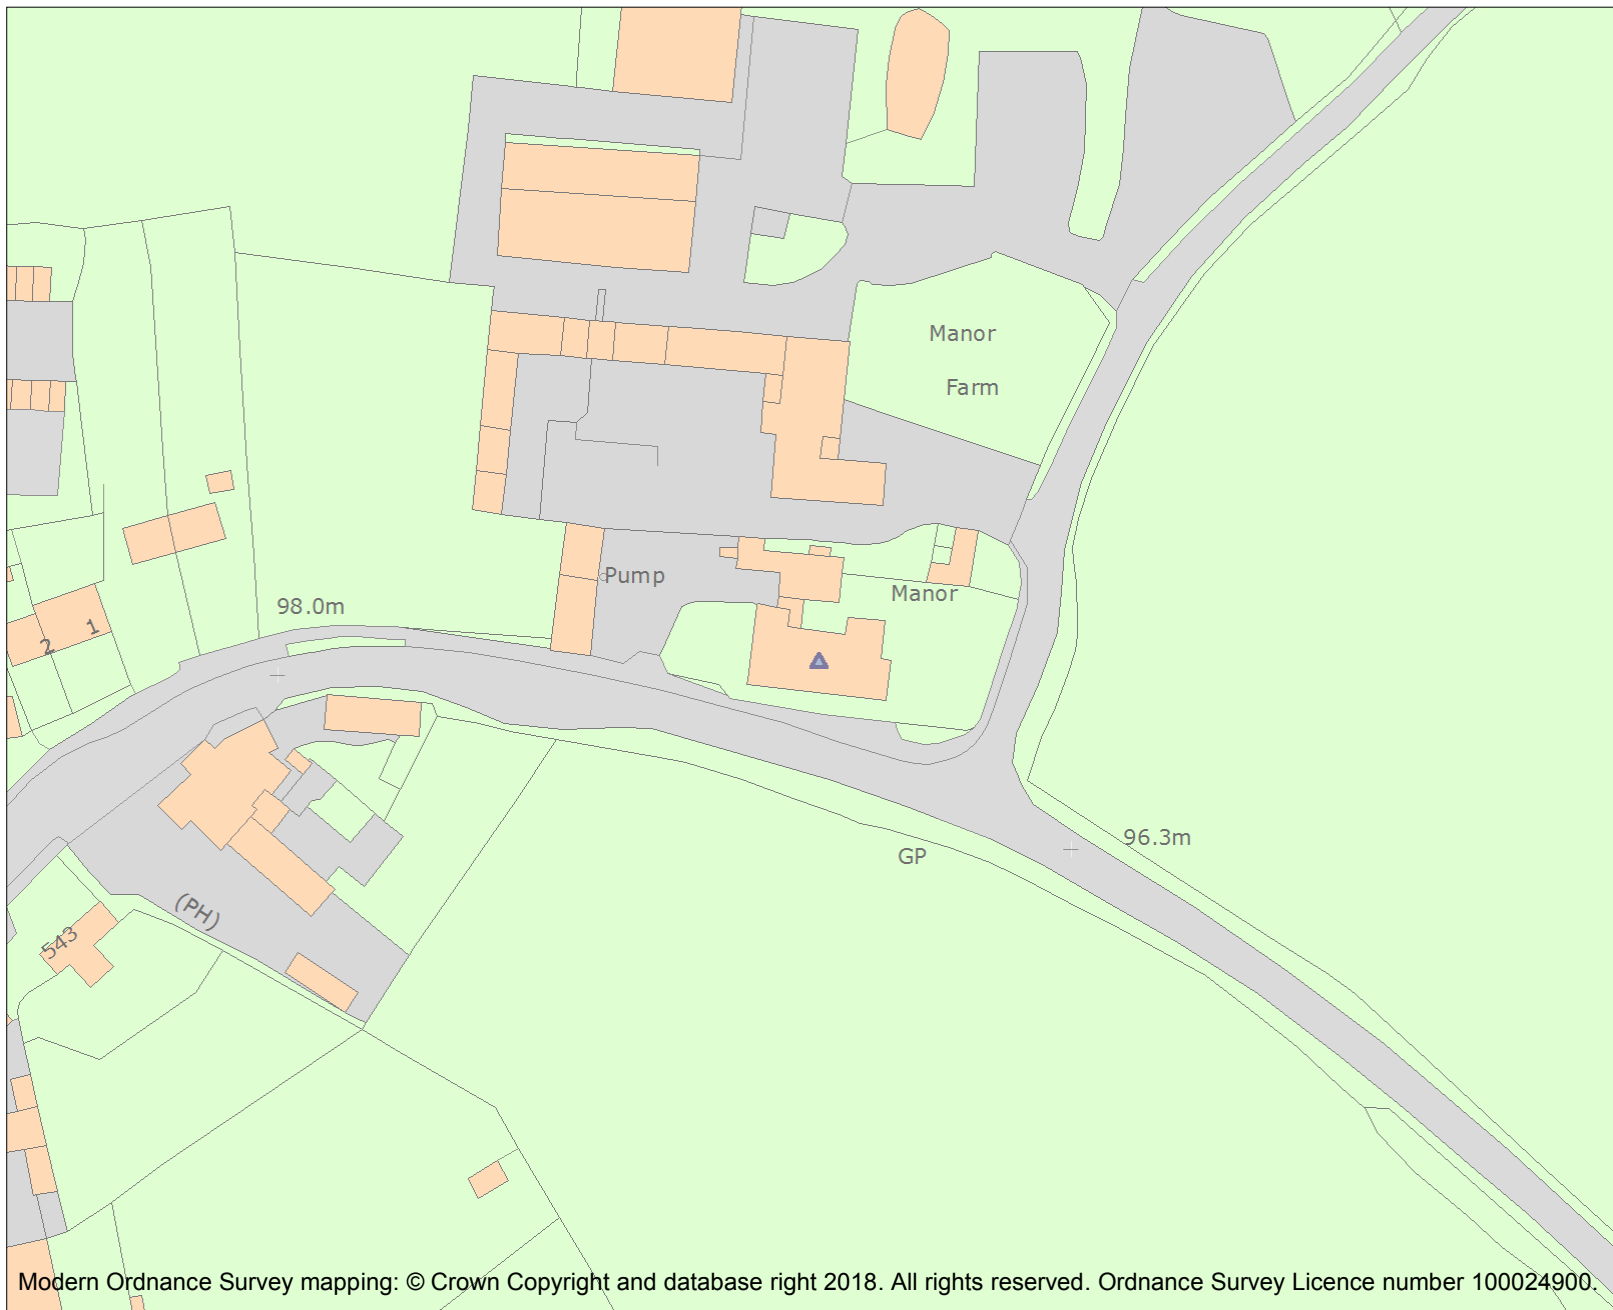 Manor
Farm
Pump
Manor
98.0m
1
2
96.3m
GP
(PH)
543
Modern Ordnance Survey mapping: © Crown Copyright and database right 2018. All rights reserved. Ordnance Survey Licence number 100024900.